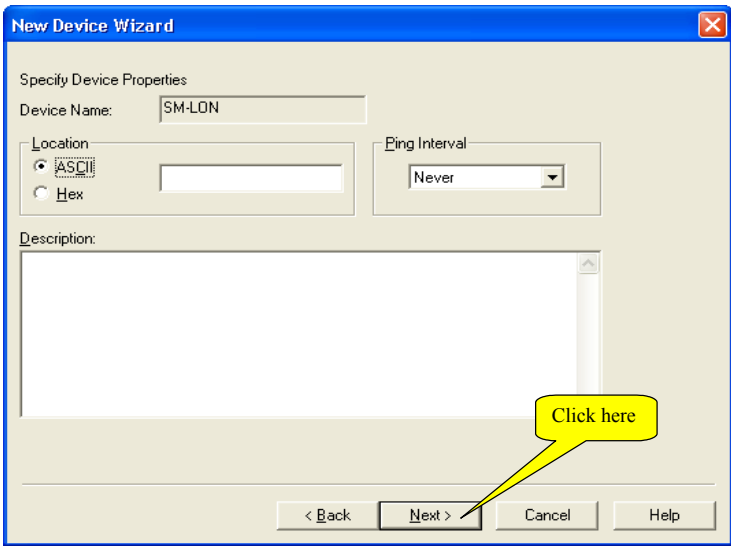 New Device Wizard
Specify Device Properties
Device Name: SM-LON
Location
Ping Interval
ASCII
Never
Hex
Description:
Click here
< Back Next > Cancel Help